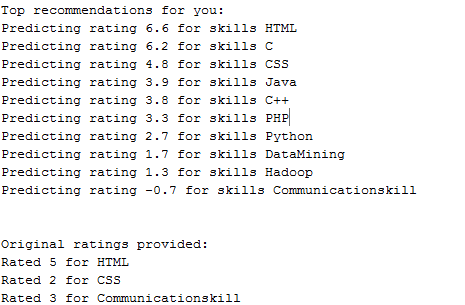 Top recommendations for you:
Predicting rating 6.6 for skills HTML
Predicting rating 6.2 for skills C
Predicting rating 4.8 for skills CSS
Predicting rating 3.9 for skills Java
Predicting rating 3.8 for skills C++
Predicting rating 3.3 for skills PHP
Predicting rating 2.7 for skills Python
Predicting rating 1.7 for skills DataMining
Predicting rating 1.3 for skills Hadoop
Predicting rating -0.7 for skills Communicationskill
Original ratings provided:
Rated 5 for HTML
Rated 2 for CSS
Rated 3 for Communicationskill